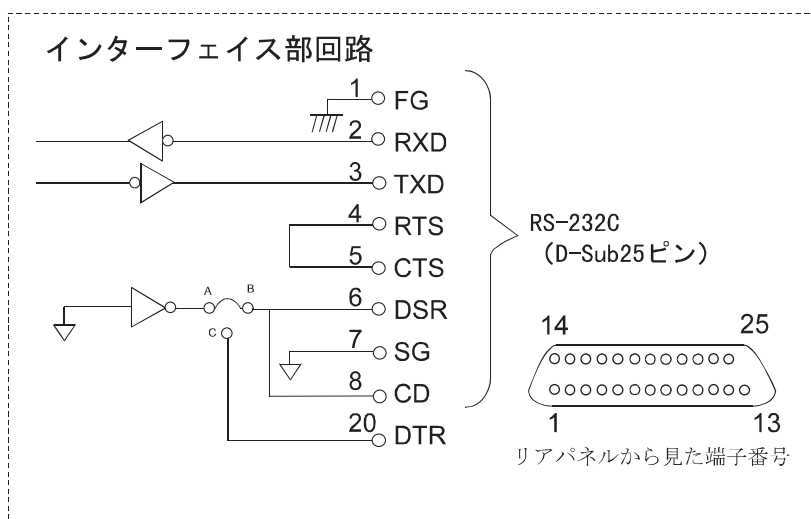 インターフェイス部回路
1 FG
2 RXD
3 TXD
4 RTS
5 CTS
A B
6 DSR
C
7 SG
8 CD
20 DTR
RS-232C
(D-Sub25ピン)
14 25
1 13
リアパネルから見た端子番号